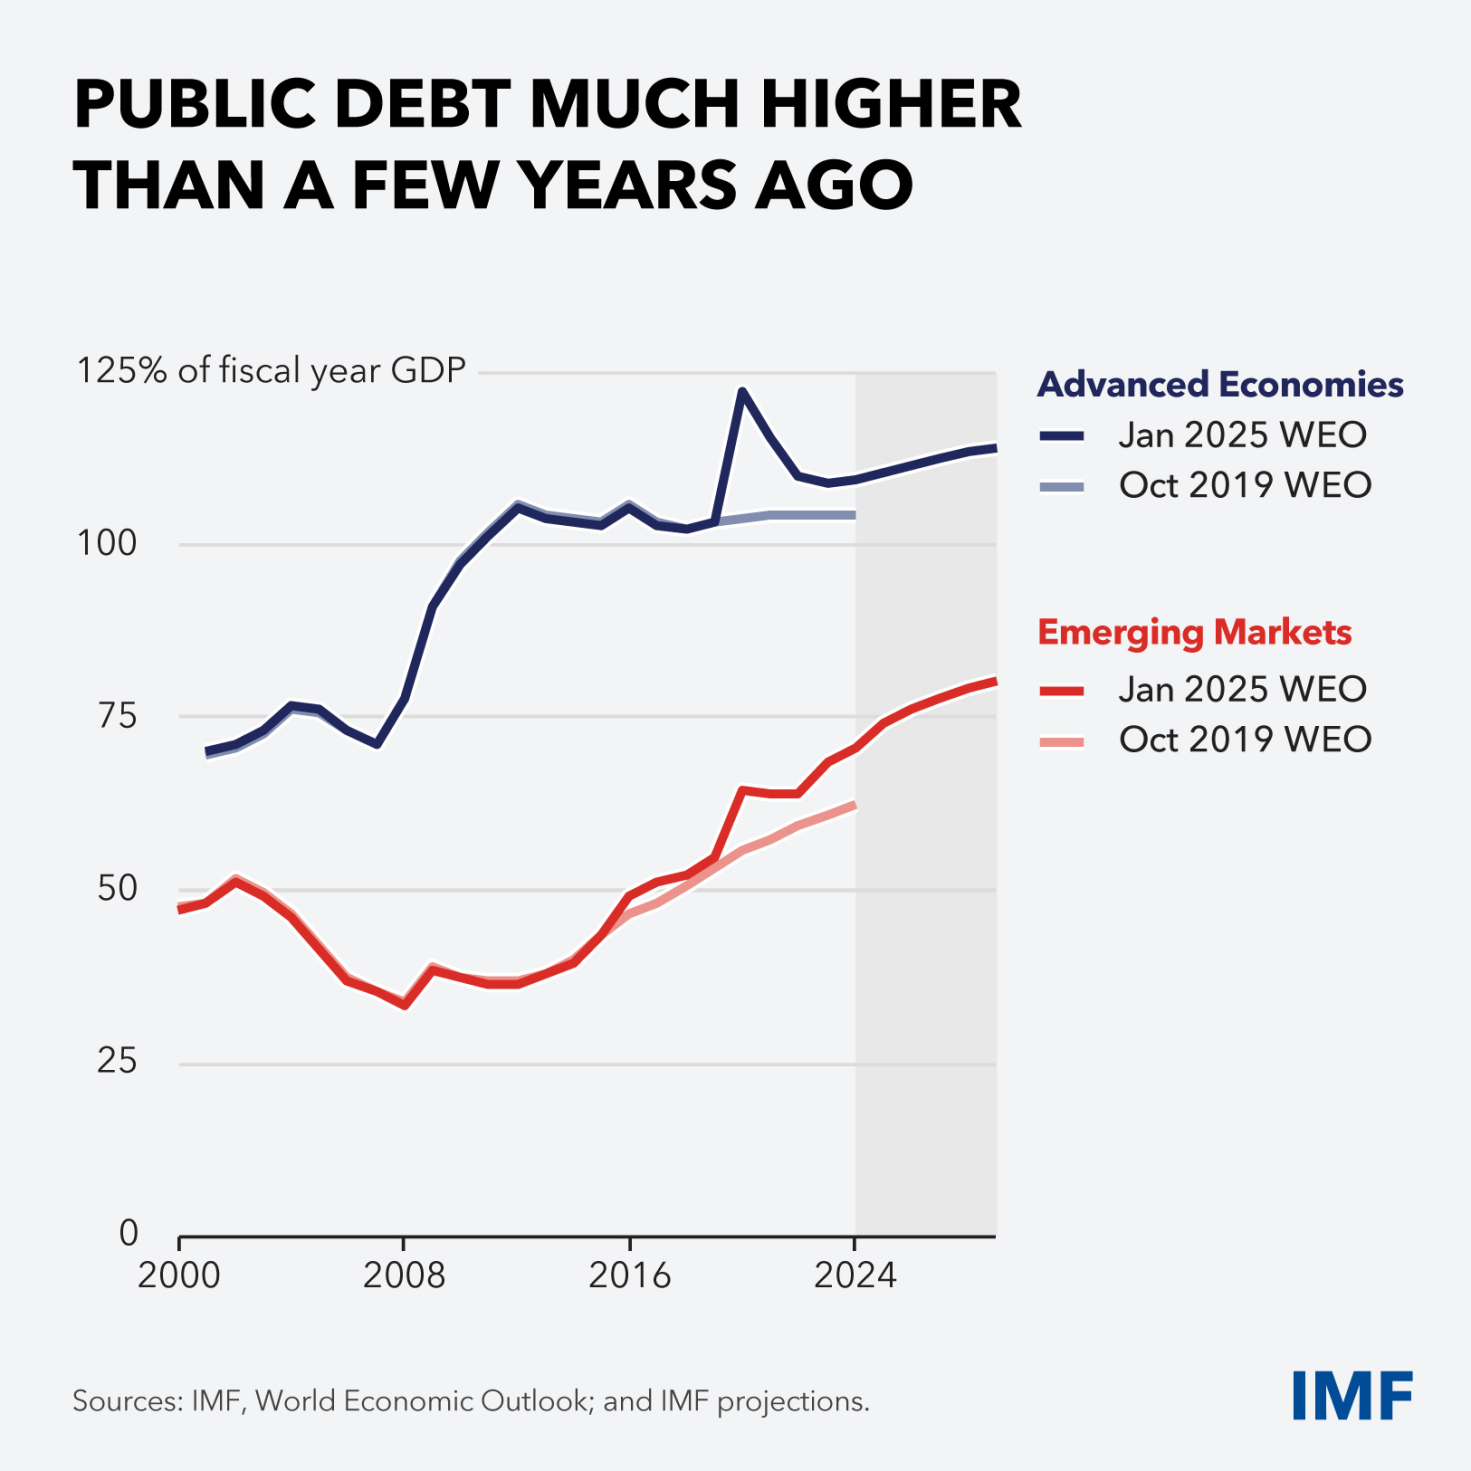 PUBLIC DEBT MUCH HIGHER
THAN A FEW YEARS AGO
125% of fiscal year GDP
100
75
50
25
0
2000
2008
2016
2024
Advanced Economies
Jan 2025 WEO
Oct 2019 WEO
Emerging Markets
Jan 2025 WEO
Oct 2019 WEO
Sources: IMF, World Economic Outlook; and IMF projections.
IMF